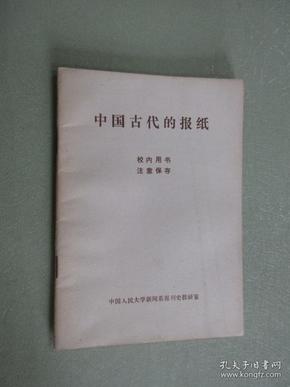 中国古代的报纸
校内用书
注意保存
中国人民大学新闻系报刊史教研室
孔夫子旧书网